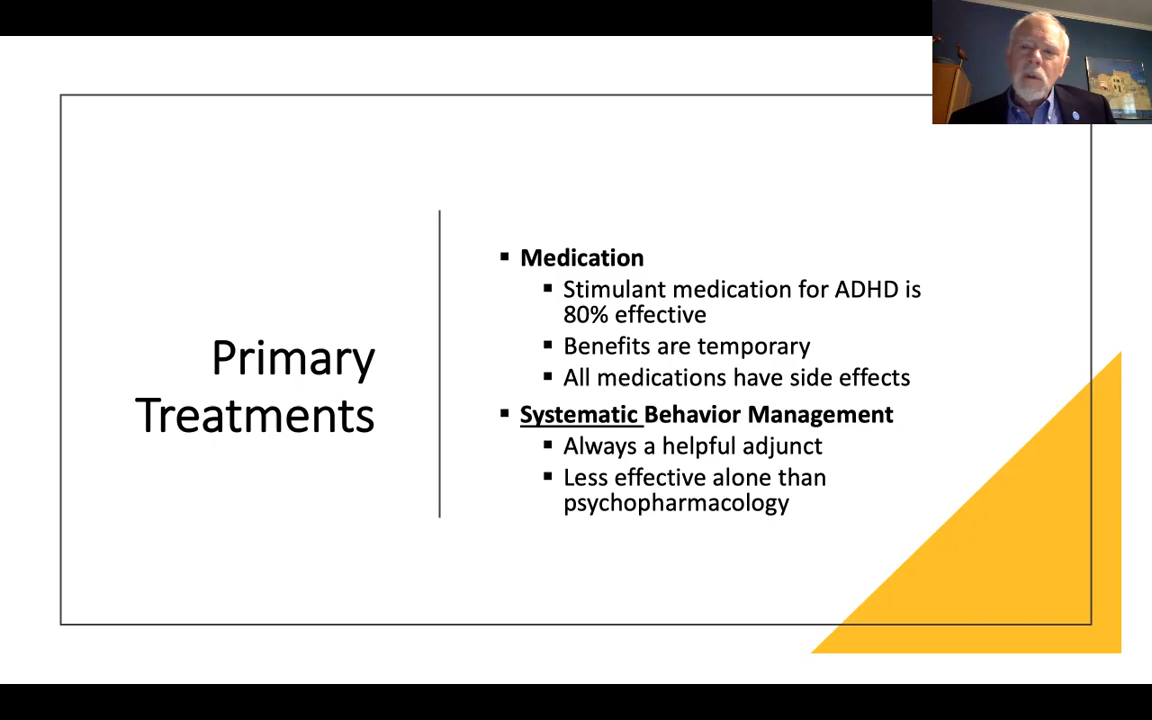 Primary
Treatments
▪ Medication
▪ Stimulant medication for ADHD is
80% effective
▪ Benefits are temporary
▪ All medications have side effects
▪ Systematic Behavior Management
▪ Always a helpful adjunct
▪ Less effective alone than
psychopharmacology